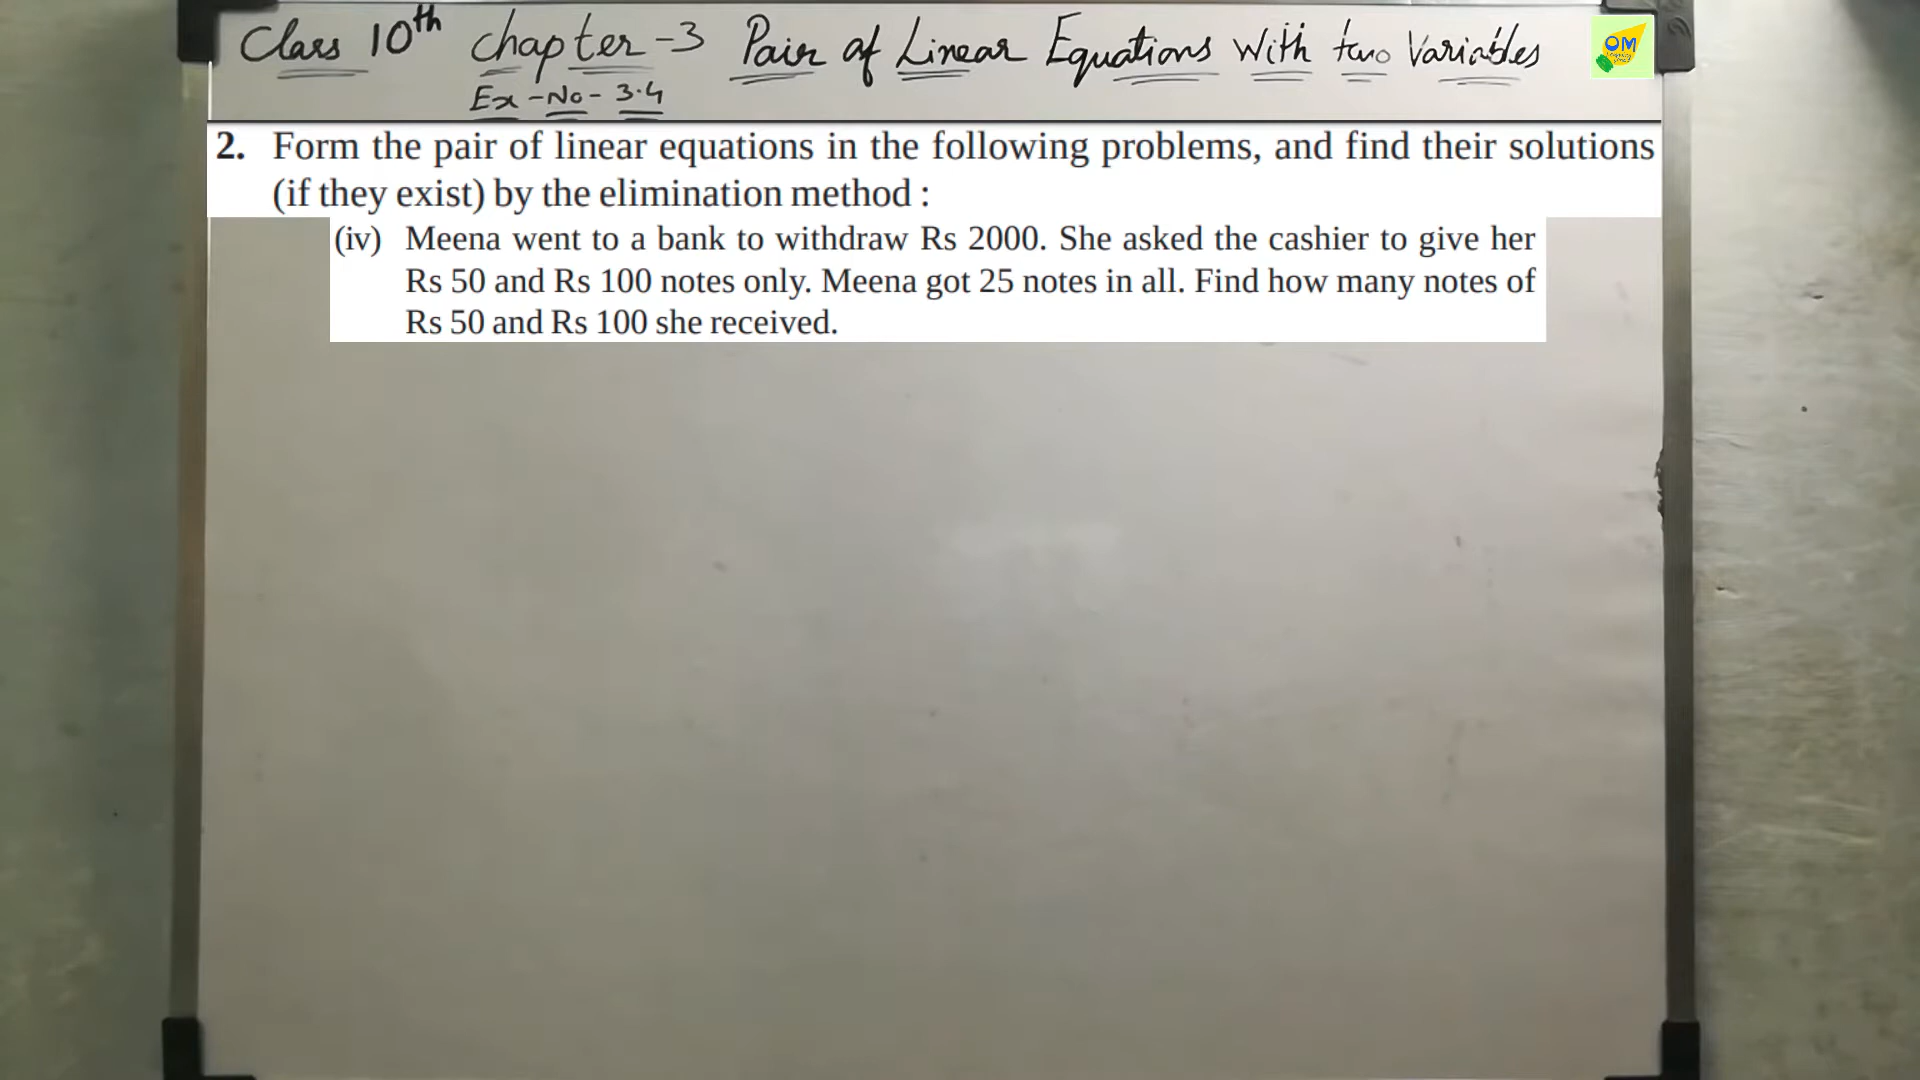 Class 10th Chapter-3 Pair of Linear Equations With two Variables
OM
Ex-No-3.4
2. Form the pair of linear equations in the following problems, and find their solutions
(if they exist) by the elimination method :
(iv) Meena went to a bank to withdraw Rs 2000. She asked the cashier to give her
Rs 50 and Rs 100 notes only. Meena got 25 notes in all. Find how many notes of
Rs 50 and Rs 100 she received.